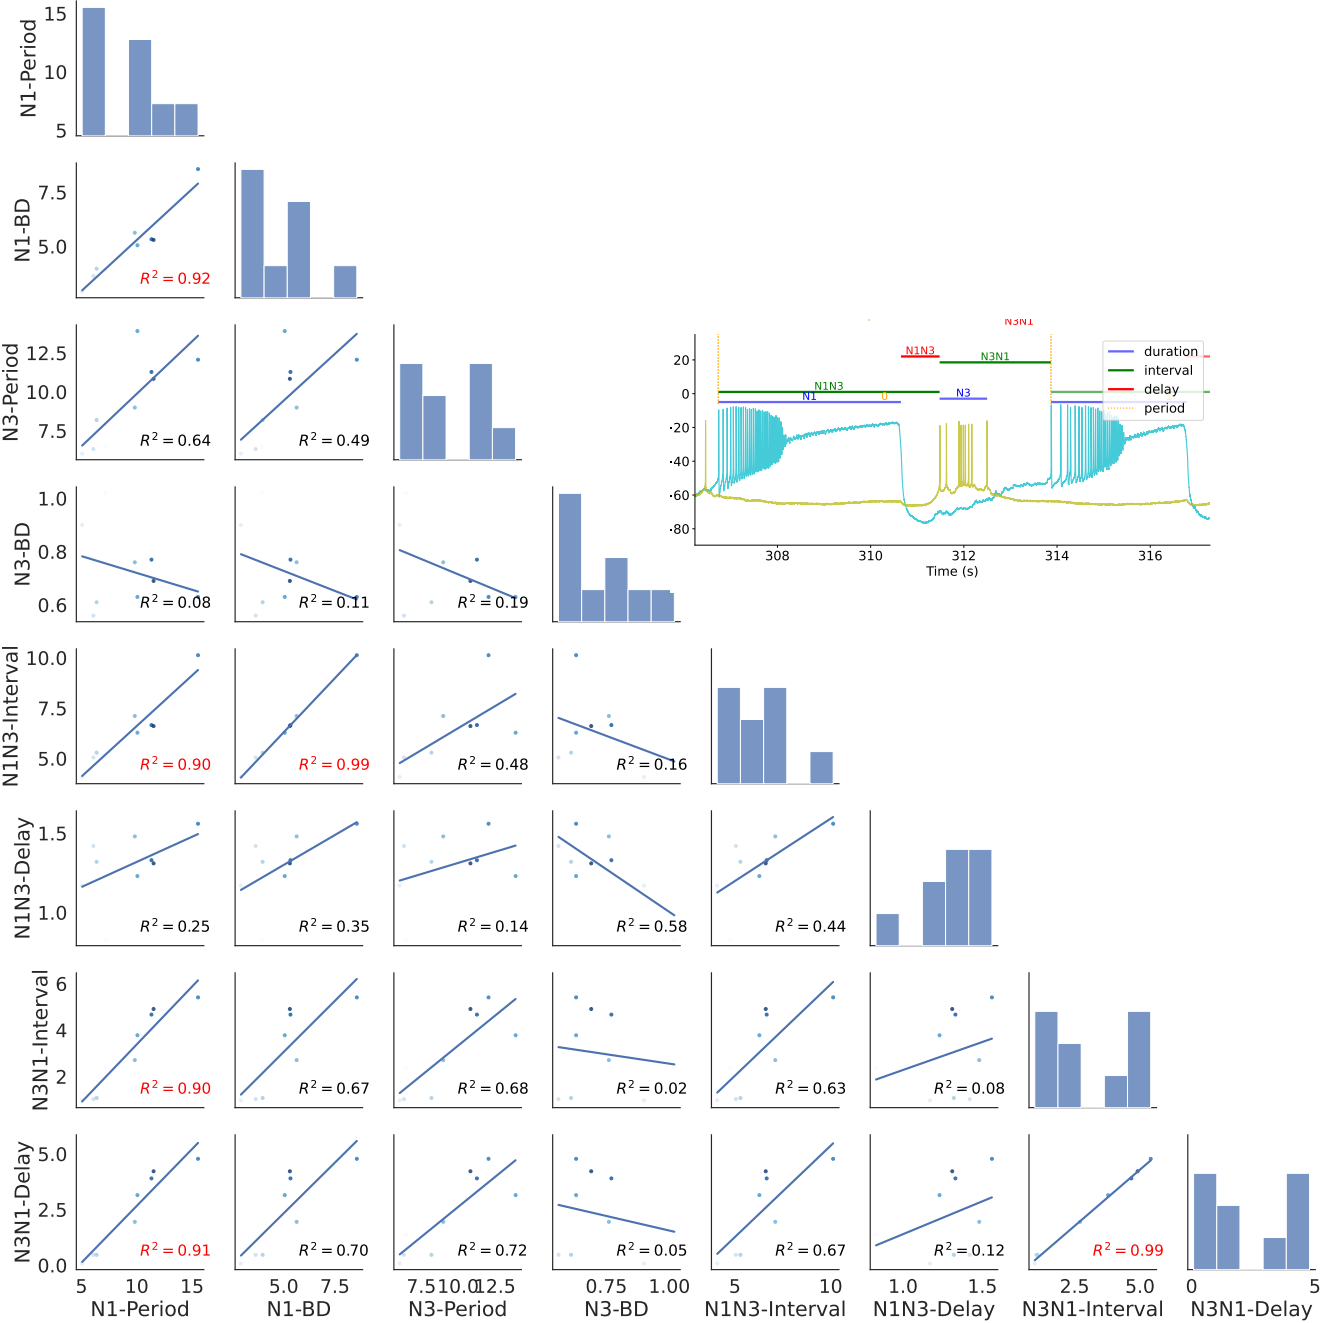 15
10
5
N1-Period
7.5
5.0
N1-BD
R² = 0.92
12.5
10.0
7.5
N3-Period
R² = 0.64
R² = 0.49
N3N1
20
0
-20
-40
-60
-80
N1N3
N3N1
N1N3
N1
0
N3
duration
interval
delay
period
308
310
312
314
316
Time (s)
1.0
0.8
0.6
N3-BD
R² = 0.08
R² = 0.11
R² = 0.19
10.0
7.5
5.0
N1N3-Interval
R² = 0.90
R² = 0.99
R² = 0.48
R² = 0.16
1.5
1.0
N1N3-Delay
R² = 0.25
R² = 0.35
R² = 0.14
R² = 0.58
R² = 0.44
6
4
2
N3N1-Interval
R² = 0.90
R² = 0.67
R² = 0.68
R² = 0.02
R² = 0.63
R² = 0.08
5.0
2.5
0.0
N3N1-Delay
R² = 0.91
R² = 0.70
R² = 0.72
R² = 0.05
R² = 0.67
R² = 0.12
R² = 0.99
5 10 15
5.0 7.5
7.5 10.0 12.5
0.75 1.00
5 10
1.0 1.5
2.5 5.0
0 5
N1-Period
N1-BD
N3-Period
N3-BD
N1N3-Interval
N1N3-Delay
N3N1-Interval
N3N1-Delay